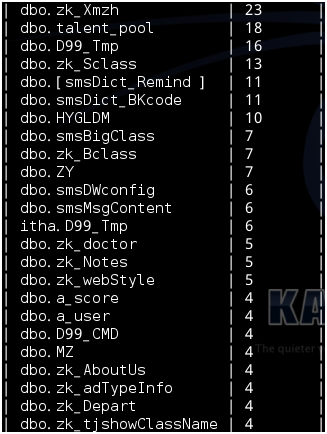 | dbo.zk_Xmzh | 23
| dbo.talent_pool | 18
| dbo.D99_Tmp | 16
| dbo.zk_Sclass | 13
| dbo.[smsDict_Remind ] | 11
| dbo.smsDict_BKcode | 11
| dbo.HYGLDM | 10
| dbo.smsBigClass | 7
| dbo.zk_Bclass | 7
| dbo.ZY | 7
| dbo.smsDWconfig | 6
| dbo.smsMsgContent | 6
| itha.D99_Tmp | 6
| dbo.zk_doctor | 5
| dbo.zk_Notes | 5
| dbo.zk_webStyle | 5
| dbo.a_score | 4
| dbo.a_user | 4
| dbo.D99_CMD | 4
| dbo.MZ | 4
| dbo.zk_AboutUs | 4
| dbo.zk_adTypeInfo | 4
| dbo.zk_Depart | 4
| dbo.zk_tjshowClassName | 4
KA
The quieter